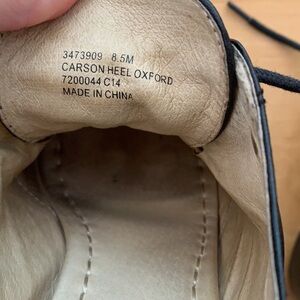 3473909 8.5M
CARSON HEEL OXFORD
7200044 C14
MADE IN CHINA